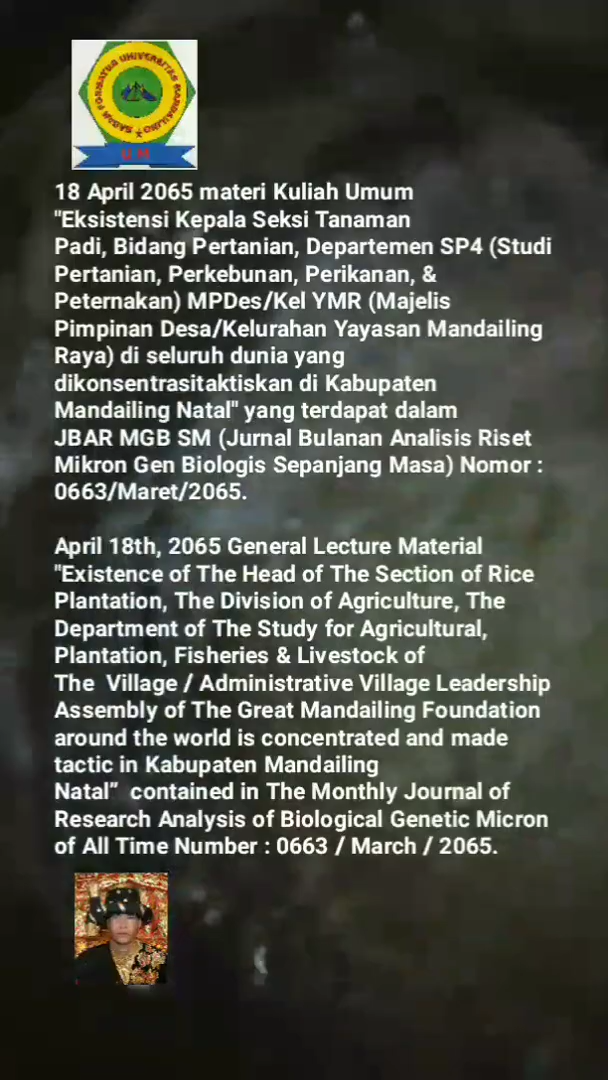 BADAN FORMATUR UNIVERSITAS MANDAILING
U M
18 April 2065 materi Kuliah Umum
"Eksistensi Kepala Seksi Tanaman
Padi, Bidang Pertanian, Departemen SP4 (Studi
Pertanian, Perkebunan, Perikanan, &
Peternakan) MPDes/Kel YMR (Majelis
Pimpinan Desa/Kelurahan Yayasan Mandailing
Raya) di seluruh dunia yang
dikonsentrasitaktiskan di Kabupaten
Mandailing Natal" yang terdapat dalam
JBAR MGB SM (Jurnal Bulanan Analisis Riset
Mikron Gen Biologis Sepanjang Masa) Nomor :
0663/Maret/2065.
April 18th, 2065 General Lecture Material
"Existence of The Head of The Section of Rice
Plantation, The Division of Agriculture, The
Department of The Study for Agricultural,
Plantation, Fisheries & Livestock of
The Village / Administrative Village Leadership
Assembly of The Great Mandailing Foundation
around the world is concentrated and made
tactic in Kabupaten Mandailing
Natal" contained in The Monthly Journal of
Research Analysis of Biological Genetic Micron
of All Time Number : 0663 / March / 2065.